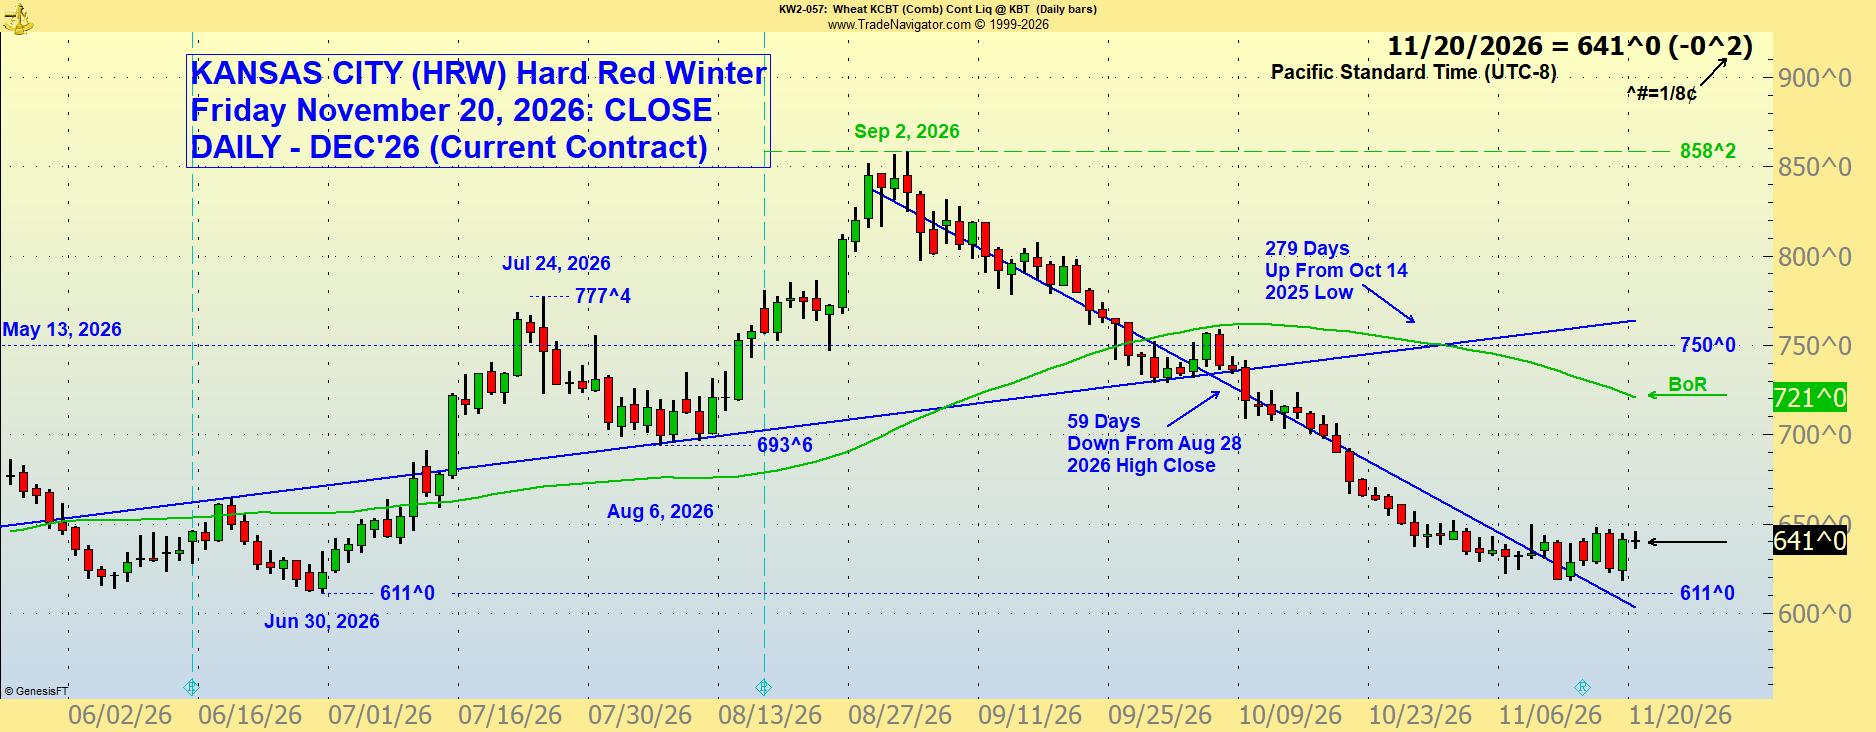 KW2-057: Wheat KCBT (Comb) Cont Liq @ KBT (Daily bars)
www.TradeNavigator.com © 1999-2026
11/20/2026 = 641^0 (-0^2)
Pacific Standard Time (UTC-8)
^#=1/8¢
KANSAS CITY (HRW) Hard Red Winter
Friday November 20, 2026: CLOSE
DAILY - DEC'26 (Current Contract)
Sep 2, 2026
858^2
279 Days
Up From Oct 14
2025 Low
Jul 24, 2026
777^4
May 13, 2026
750^0
BoR
59 Days
Down From Aug 28
2026 High Close
693^6
Aug 6, 2026
611^0
611^0
Jun 30, 2026
900^0
850^0
800^0
750^0
721^0
700^0
650^0
641^0
600^0
R
R
R
© GenesisFT
06/02/26
06/16/26
07/01/26
07/16/26
07/30/26
08/13/26
08/27/26
09/11/26
09/25/26
10/09/26
10/23/26
11/06/26
11/20/26